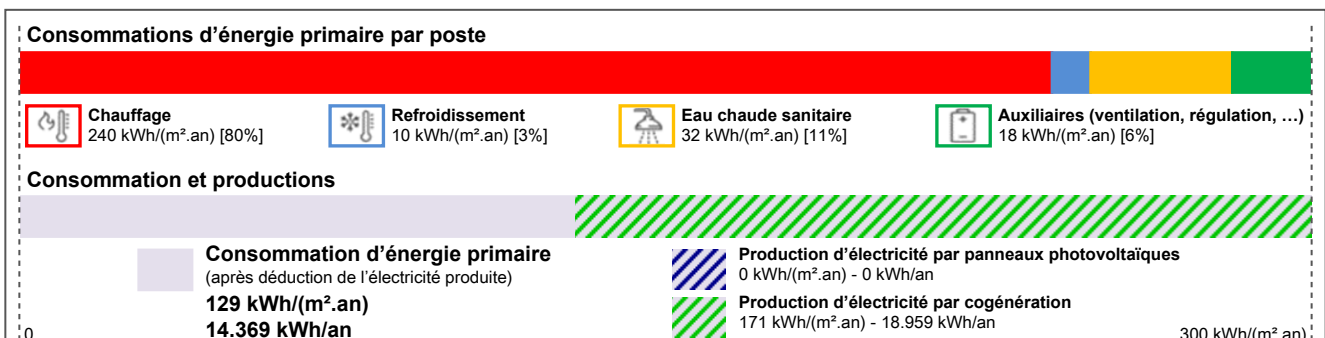 Consommations d’énergie primaire par poste
Chauffage
240 kWh/(m².an) [80%]
Refroidissement
10 kWh/(m².an) [3%]
Eau chaude sanitaire
32 kWh/(m².an) [11%]
Auxiliaires (ventilation, régulation, …)
18 kWh/(m².an) [6%]
Consommation et productions
Consommation d’énergie primaire
(après déduction de l’électricité produite)
129 kWh/(m².an)
14.369 kWh/an
Production d’électricité par panneaux photovoltaïques
0 kWh/(m².an) - 0 kWh/an
Production d’électricité par cogénération
171 kWh/(m².an) - 18.959 kWh/an
0
300 kWh/(m².an)